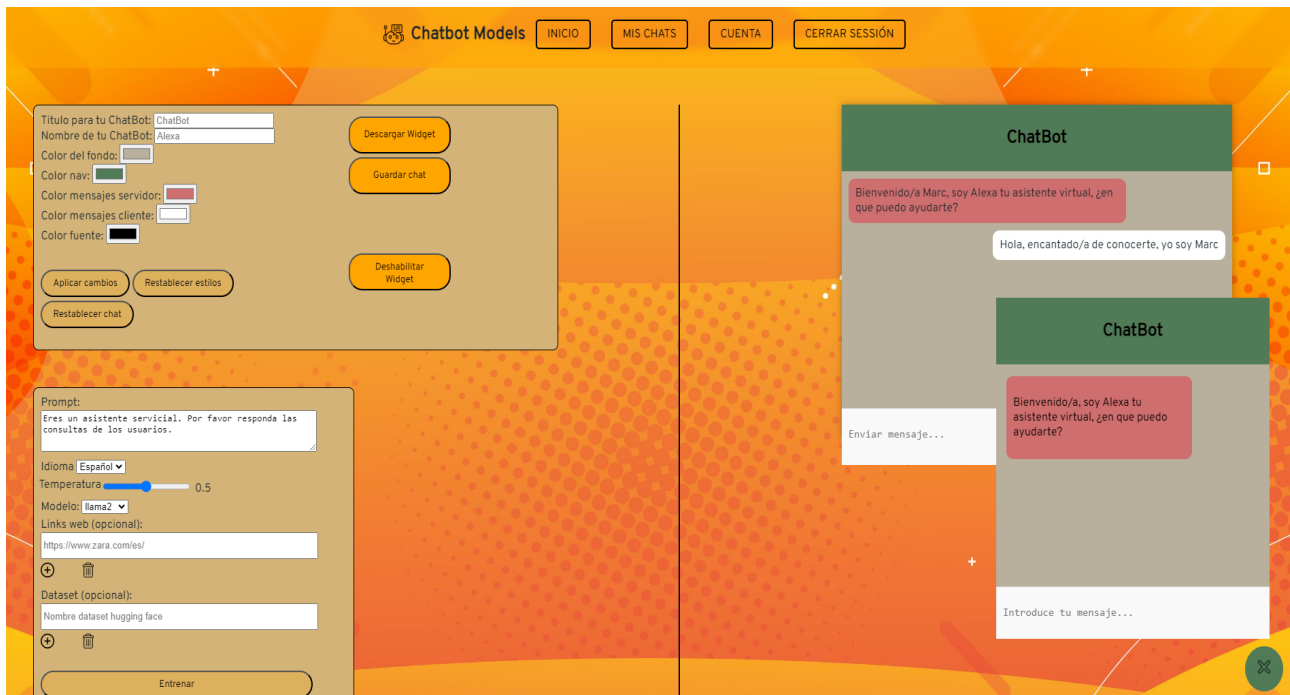 Chatbot Models
INICIO
MIS CHATS
CUENTA
CERRAR SESSIÓN
Titulo para tu ChatBot: ChatBot
Nombre de tu ChatBot: Alexa
Color del fondo:
Color nav:
Color mensajes servidor:
Color mensajes cliente:
Color fuente:
Aplicar cambios
Restablecer estilos
Restablecer chat
Descargar Widget
Guardar chat
Deshabilitar
Widget
Prompt:
Eres un asistente servicial. Por favor responda las
consultas de los usuarios.
Idioma Español
Temperatura 0.5
Modelo: llama2
Links web (opcional):
https://www.zara.com/es/
Dataset (opcional):
Nombre dataset hugging face
Entrenar
ChatBot
Bienvenido/a Marc, soy Alexa tu asistente virtual, ¿en
que puedo ayudarte?
Hola, encantado/a de conocerte, yo soy Marc
Enviar mensaje...
ChatBot
Bienvenido/a, soy Alexa tu
asistente virtual, ¿en que puedo
ayudarte?
Introduce tu mensaje...